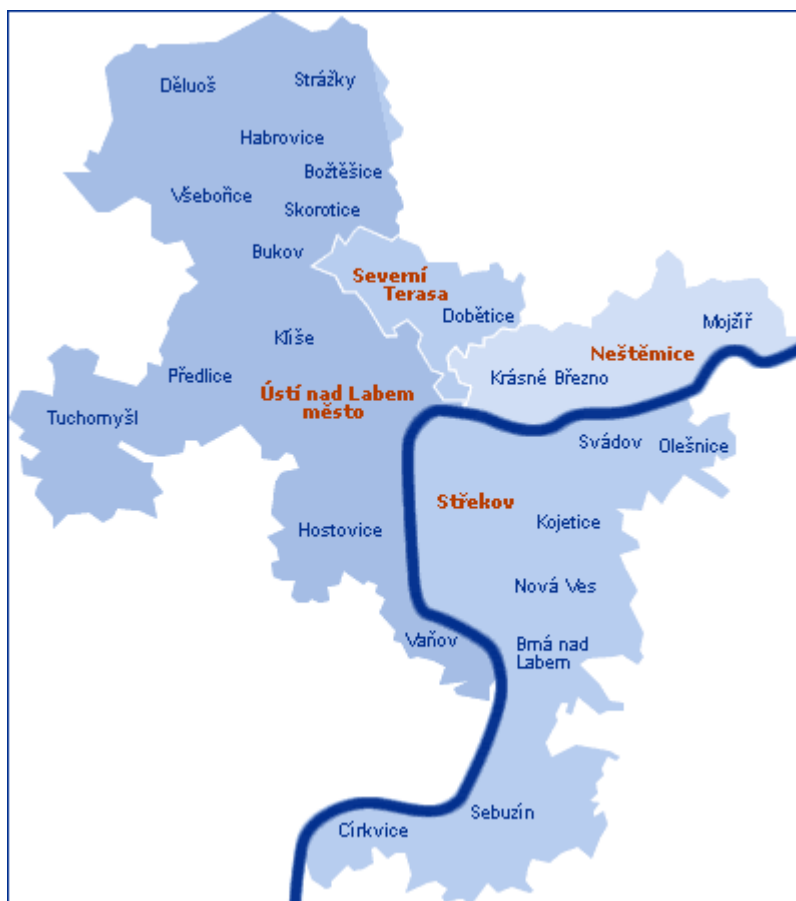 Děluoš
Strážky
Habrovice
Božtěšice
Všebořice
Skorotice
Bukov
Severní
Terasa
Dobětice
Mojžíř
Klíše
Neštěmice
Předlice
Krásné Březno
Ústí nad Labem
město
Tuchomyšl
Svádov
Olešnice
Střekov
Kojetice
Hostovice
Nová Ves
Vaňov
Brná nad
Labem
Sebuzín
Církvice